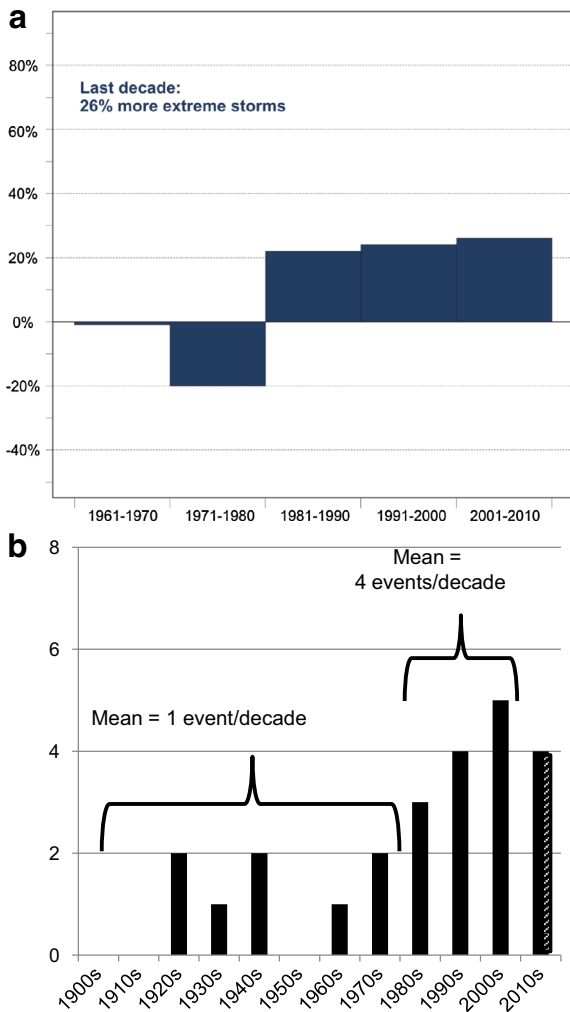 a
80%
60%
40%
20%
0%
-20%
-40%
Last decade:
26% more extreme storms
1961-1970 1971-1980 1981-1990 1991-2000 2001-2010
b
8
6
4
2
0
Mean =
4 events/decade
Mean = 1 event/decade
1900s 1910s 1920s 1930s 1940s 1950s 1960s 1970s 1980s 1990s 2000s 2010s